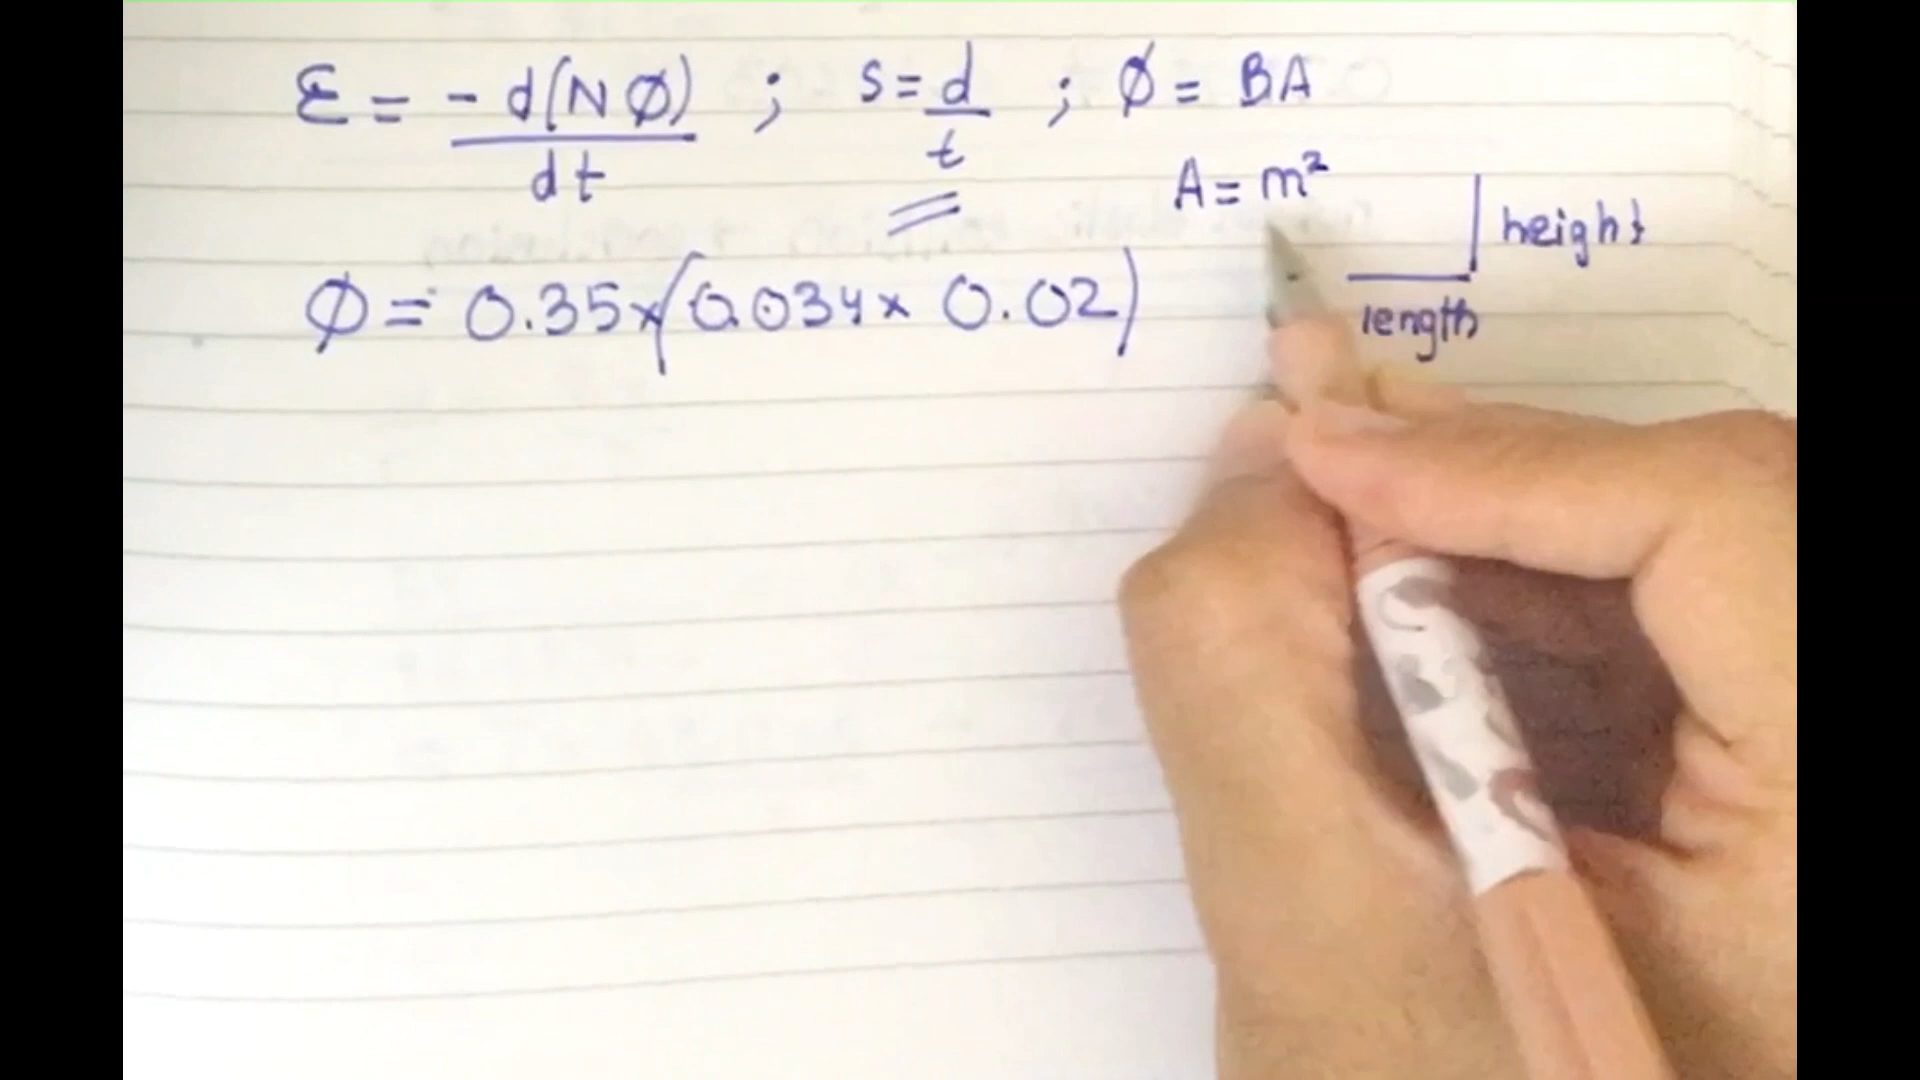 Ɛ = - d(NØ)/dt ; s = d/t ; Ø = BA
A = m²
height
length
Ø = 0.35 × (0.034 × 0.02)